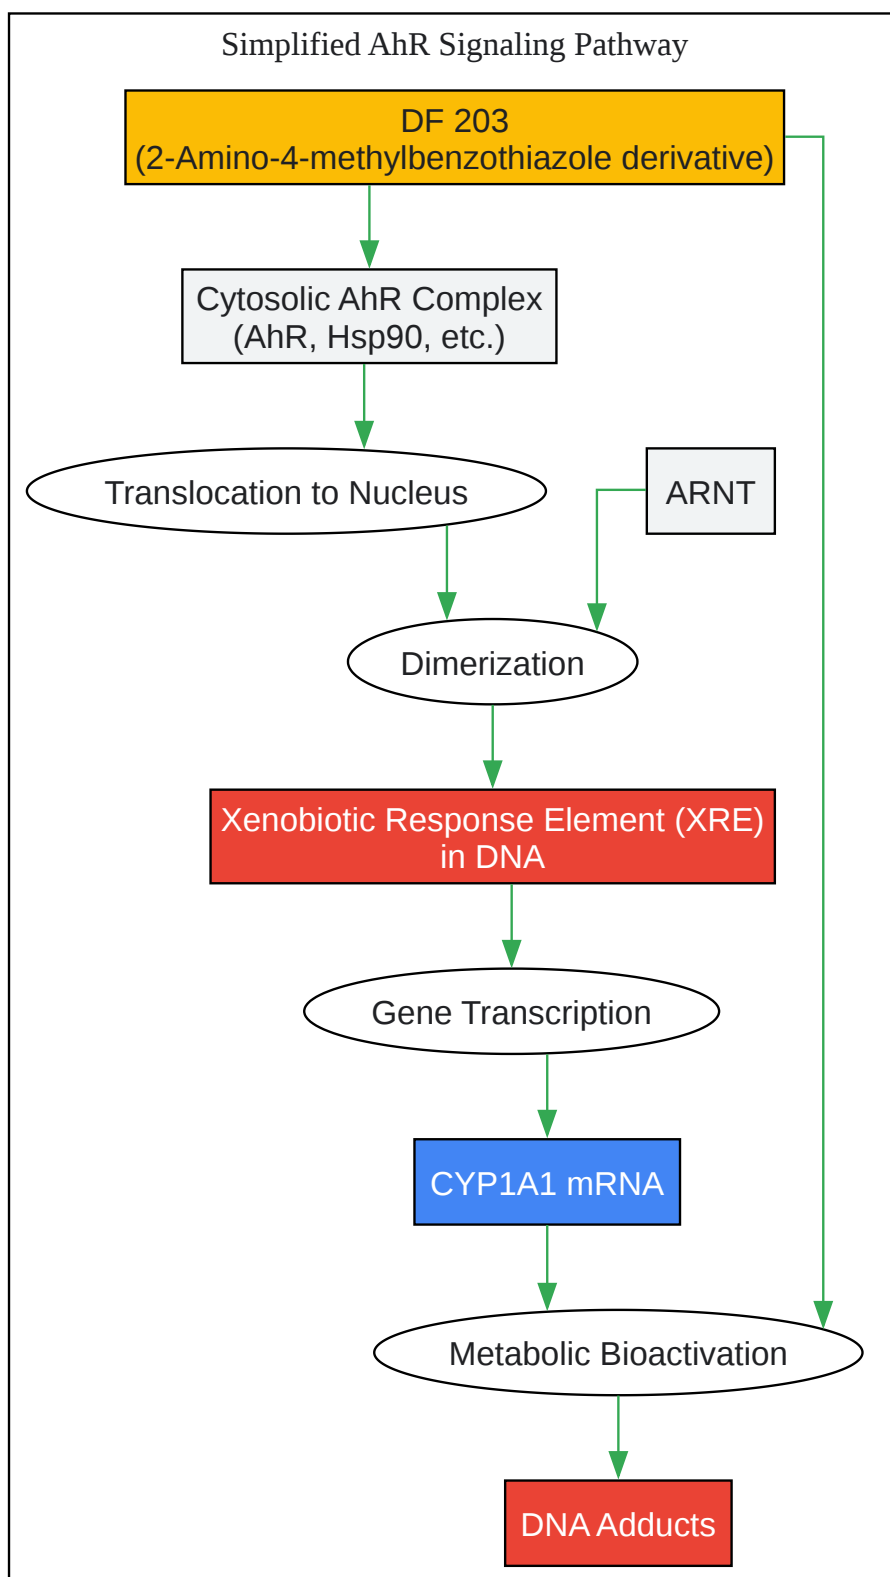 Simplified AhR Signaling Pathway
DF 203
(2-Amino-4-methylbenzothiazole derivative)
Cytosolic AhR Complex
(AhR, Hsp90, etc.)
Translocation to Nucleus
ARNT
Dimerization
Xenobiotic Response Element (XRE)
in DNA
Gene Transcription
CYP1A1 mRNA
Metabolic Bioactivation
DNA Adducts